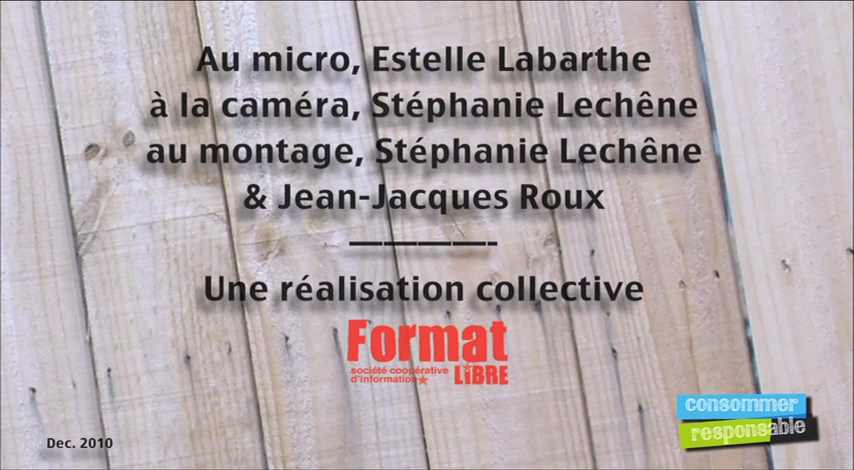 Au micro, Estelle Labarthe
à la caméra, Stéphanie Lechêne
au montage, Stéphanie Lechêne
& Jean-Jacques Roux
—————-
Une réalisation collective
Format
société coopérative
d'information
LiBRE
consommer
responsable
Dec. 2010